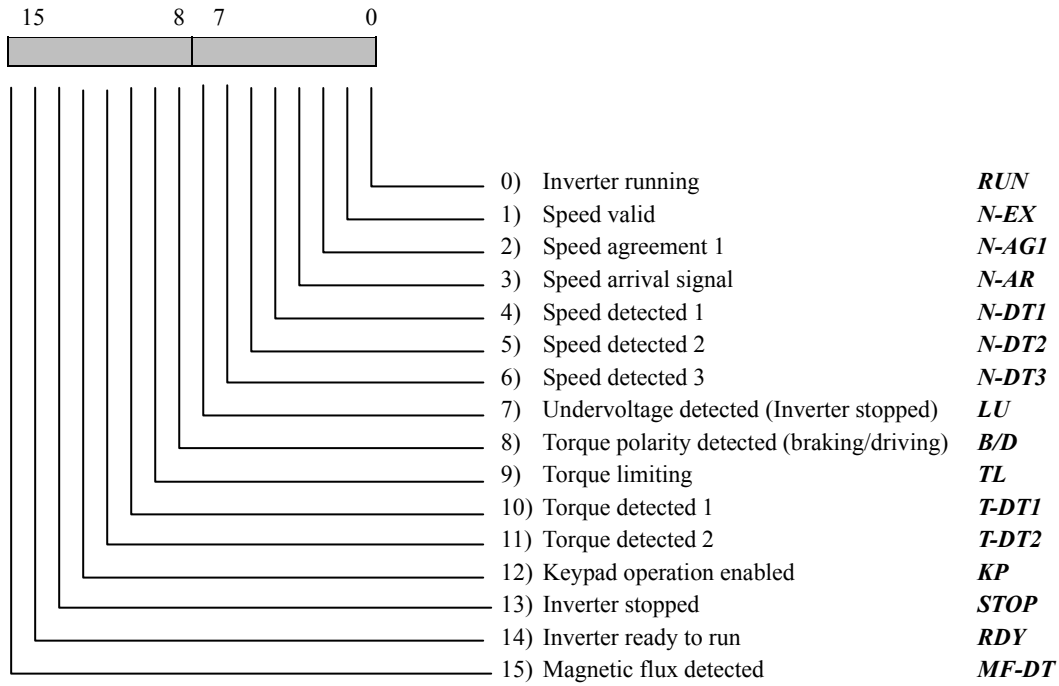 15 8 7 0
0) Inverter running RUN
1) Speed valid N-EX
2) Speed agreement 1 N-AG1
3) Speed arrival signal N-AR
4) Speed detected 1 N-DT1
5) Speed detected 2 N-DT2
6) Speed detected 3 N-DT3
7) Undervoltage detected (Inverter stopped) LU
8) Torque polarity detected (braking/driving) B/D
9) Torque limiting TL
10) Torque detected 1 T-DT1
11) Torque detected 2 T-DT2
12) Keypad operation enabled KP
13) Inverter stopped STOP
14) Inverter ready to run RDY
15) Magnetic flux detected MF-DT